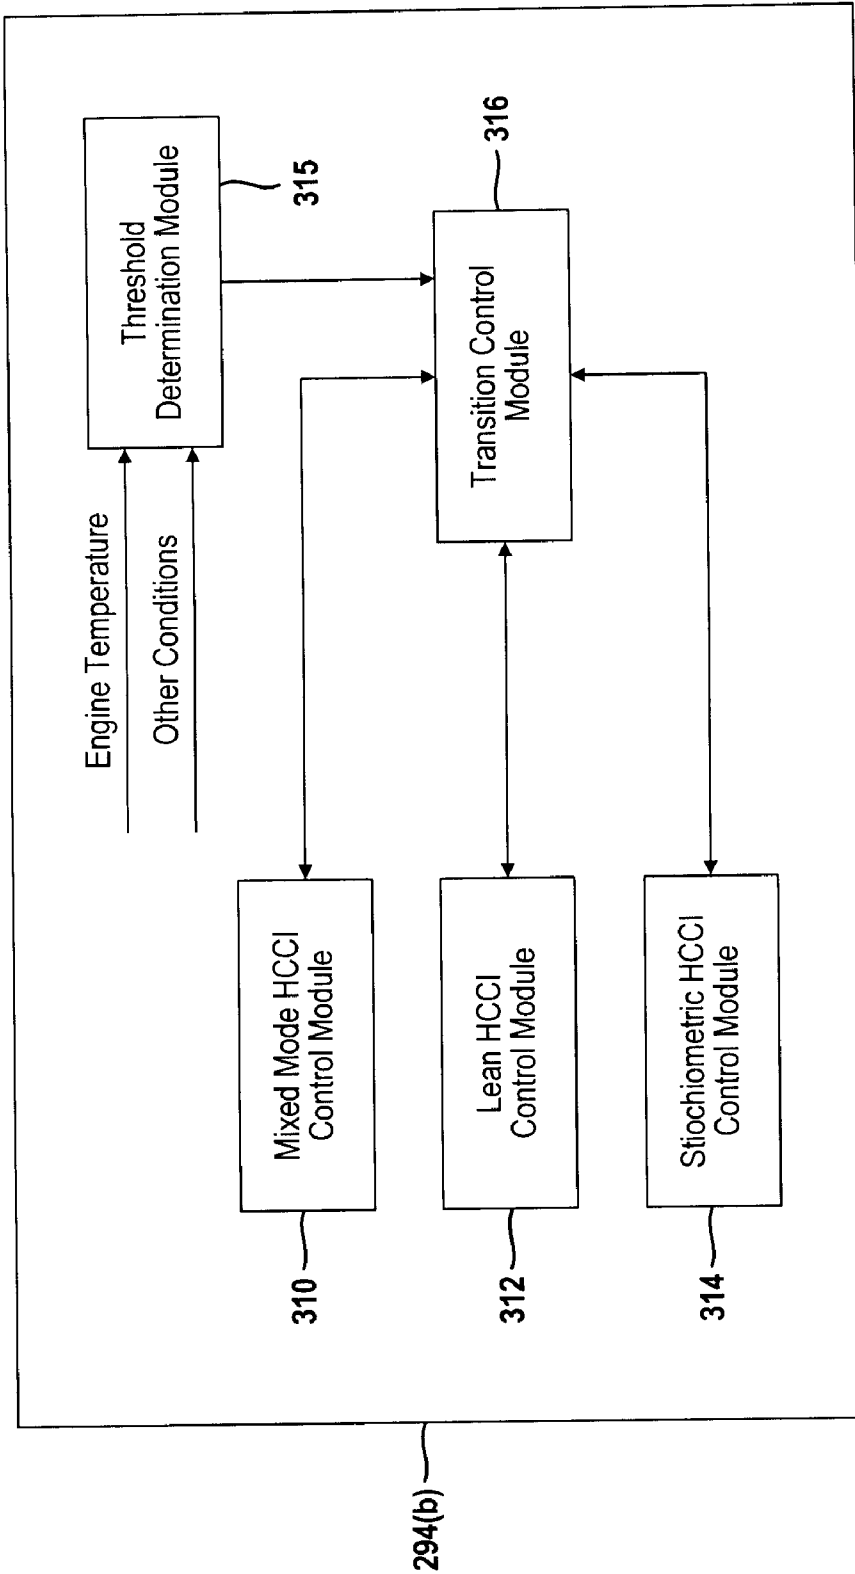 294(b)
Engine Temperature
Other Conditions
Threshold
Determination Module
315
310
Mixed Mode HCCI
Control Module
312
Lean HCCI
Control Module
314
Stiochiometric HCCI
Control Module
Transition Control
Module
316